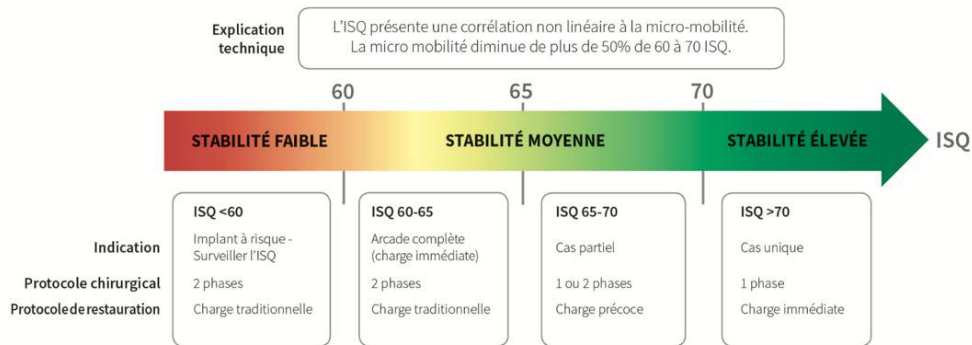 Explication
technique
L'ISQ présente une corrélation non linéaire à la micro-mobilité.
La micro mobilité diminue de plus de 50% de 60 à 70 ISQ.
60
65
70
STABILITÉ FAIBLE
STABILITÉ MOYENNE
STABILITÉ ÉLEVÉE
ISQ
ISQ <60
ISQ 60-65
ISQ 65-70
ISQ >70
Indication
Implant à risque -
Surveiller l'ISQ
Arcade complète
(charge immédiate)
Cas partiel
Cas unique
Protocole chirurgical
2 phases
2 phases
1 ou 2 phases
1 phase
Protocole de restauration
Charge traditionnelle
Charge traditionnelle
Charge précoce
Charge immédiate